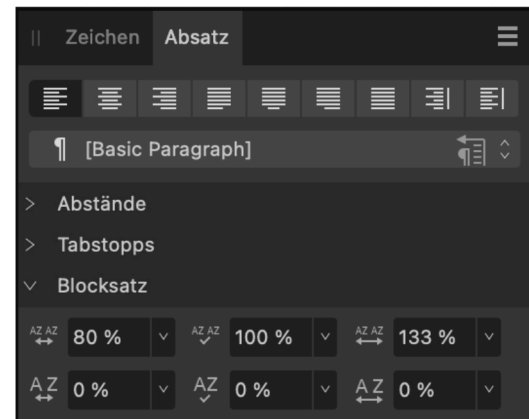 Zeichen Absatz
[Basic Paragraph]
Abstände
Tabstopps
Blocksatz
AZ AZ 80 % AZ AZ 100 % AZ AZ 133 %
AZ 0 % AZ 0 % AZ 0 %